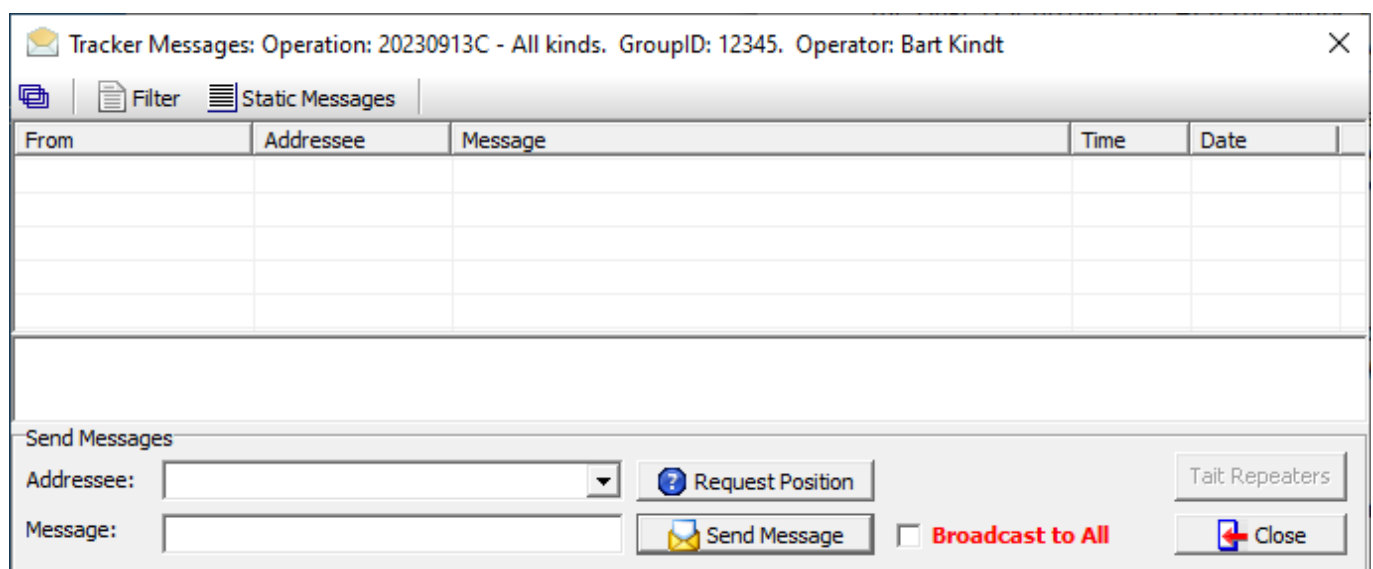 Tracker Messages: Operation: 20230913C - All kinds.  GroupID: 12345.  Operator: Bart Kindt
Filter Static Messages
From Addressee Message Time Date
Send Messages
Addressee: Request Position Tait Repeaters
Message: Send Message Broadcast to All Close